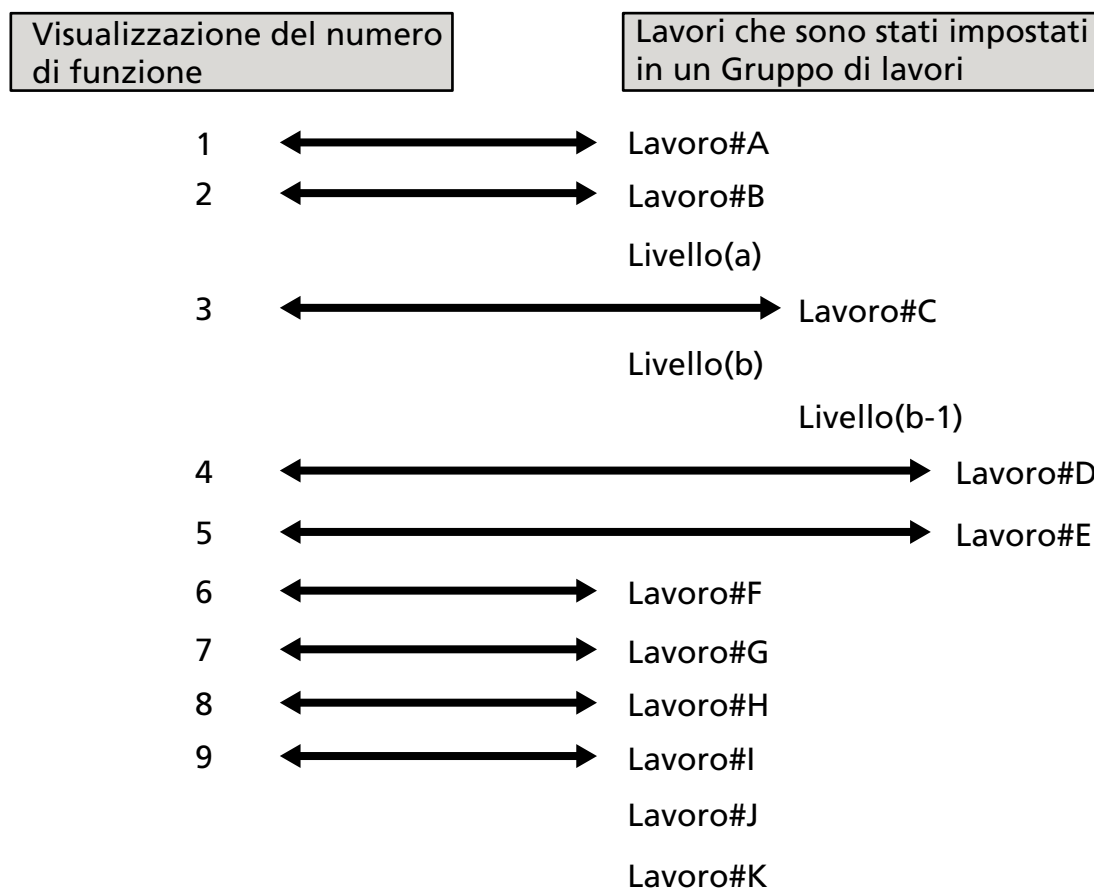 Visualizzazione del numero
di funzione
Lavori che sono stati impostati
in un Gruppo di lavori
1 Lavoro#A
2 Lavoro#B
Livello(a)
3 Lavoro#C
Livello(b)
Livello(b-1)
4 Lavoro#D
5 Lavoro#E
6 Lavoro#F
7 Lavoro#G
8 Lavoro#H
9 Lavoro#I
Lavoro#J
Lavoro#K